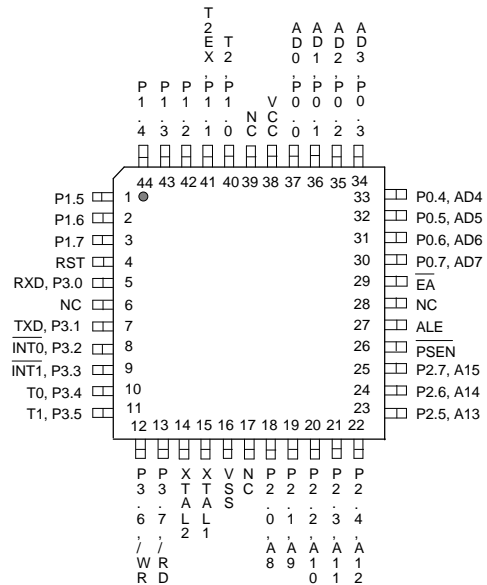 P1.4
P1.3
P1.2
T2EX, P1.1
T2, P1.0
NC
VCC
AD0, P0.0
AD1, P0.1
AD2, P0.2
AD3, P0.3
44 43 42 41 40 39 38 37 36 35 34
P1.5 1
P1.6 2
P1.7 3
RST 4
RXD, P3.0 5
NC 6
TXD, P3.1 7
INT0, P3.2 8
INT1, P3.3 9
T0, P3.4 10
T1, P3.5 11
33 P0.4, AD4
32 P0.5, AD5
31 P0.6, AD6
30 P0.7, AD7
29 EA
28 NC
27 ALE
26 PSEN
25 P2.7, A15
24 P2.6, A14
23 P2.5, A13
12 13 14 15 16 17 18 19 20 21 22
P3.6, /WR
P3.7, /RD
XTAL2
XTAL1
VSS
NC
P2.0, A8
P2.1, A9
P2.2, A10
P2.3, A11
P2.4, A12